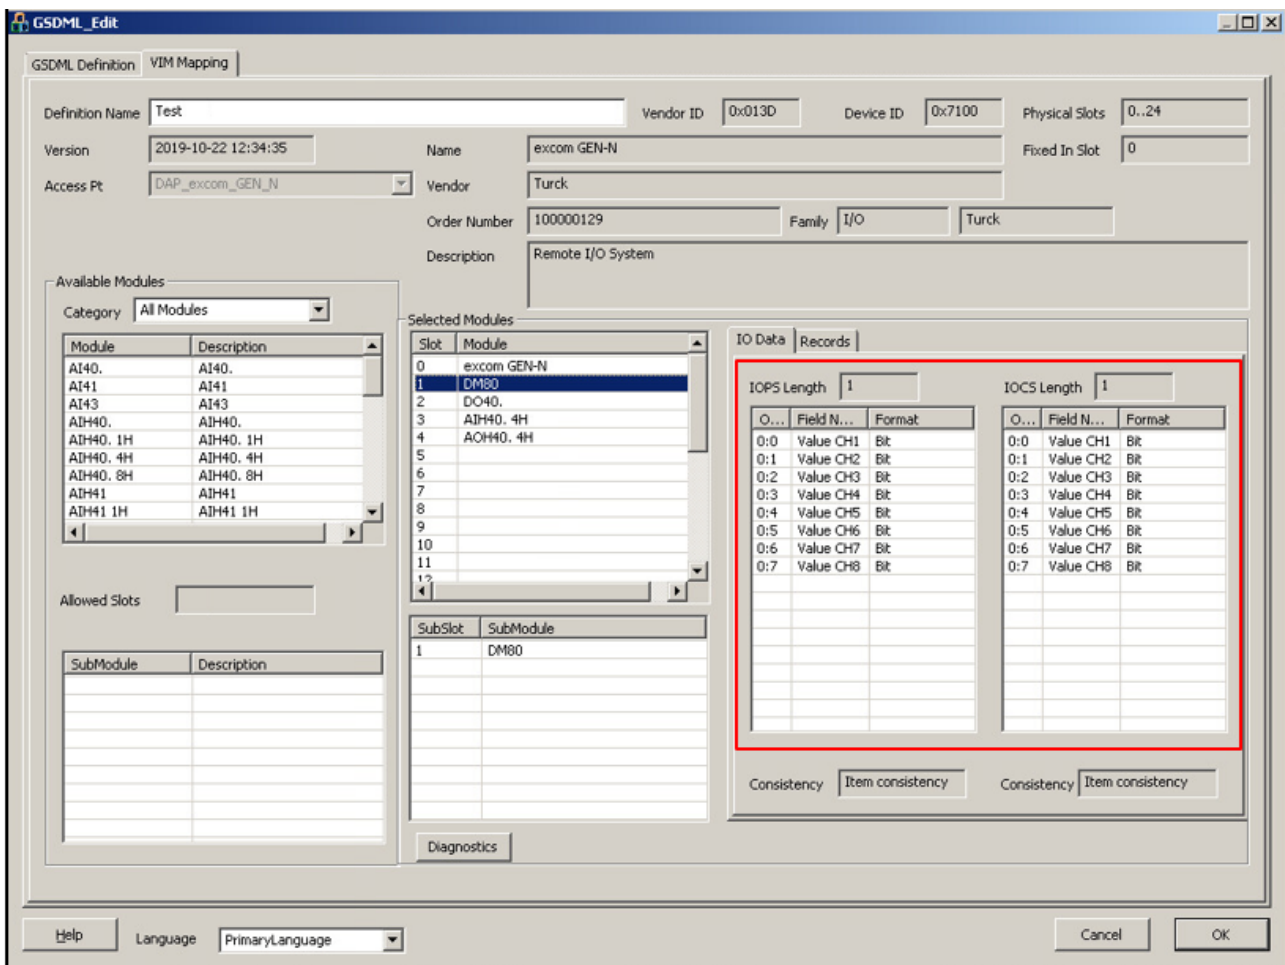 GSDML_Edit
GSDML Definition VIM Mapping
Definition Name Test Vendor ID 0x013D Device ID 0x7100 Physical Slots 0..24
Version 2019-10-22 12:34:35 Name excom GEN-N Fixed In Slot 0
Access Pt DAP_excom_GEN_N Vendor Turck
Order Number 100000129 Family I/O Turck
Description Remote I/O System
Available Modules
Category All Modules
Module Description
AI40. AI40.
AI41 AI41
AI43 AI43
AIH40. AIH40.
AIH40. 1H AIH40. 1H
AIH40. 4H AIH40. 4H
AIH40. 8H AIH40. 8H
AIH41 AIH41
AIH41 1H AIH41 1H
Allowed Slots
SubModule Description
Selected Modules
Slot Module
0 excom GEN-N
1 DM80
2 DO40.
3 AIH40. 4H
4 AOH40. 4H
5
6
7
8
9
10
11
12
SubSlot SubModule
1 DM80
Diagnostics
IO Data Records
IOPS Length 1
O... Field N... Format
0:0 Value CH1 Bit
0:1 Value CH2 Bit
0:2 Value CH3 Bit
0:3 Value CH4 Bit
0:4 Value CH5 Bit
0:5 Value CH6 Bit
0:6 Value CH7 Bit
0:7 Value CH8 Bit
Consistency Item consistency
IOCS Length 1
O... Field N... Format
0:0 Value CH1 Bit
0:1 Value CH2 Bit
0:2 Value CH3 Bit
0:3 Value CH4 Bit
0:4 Value CH5 Bit
0:5 Value CH6 Bit
0:6 Value CH7 Bit
0:7 Value CH8 Bit
Consistency Item consistency
Help Language PrimaryLanguage Cancel OK